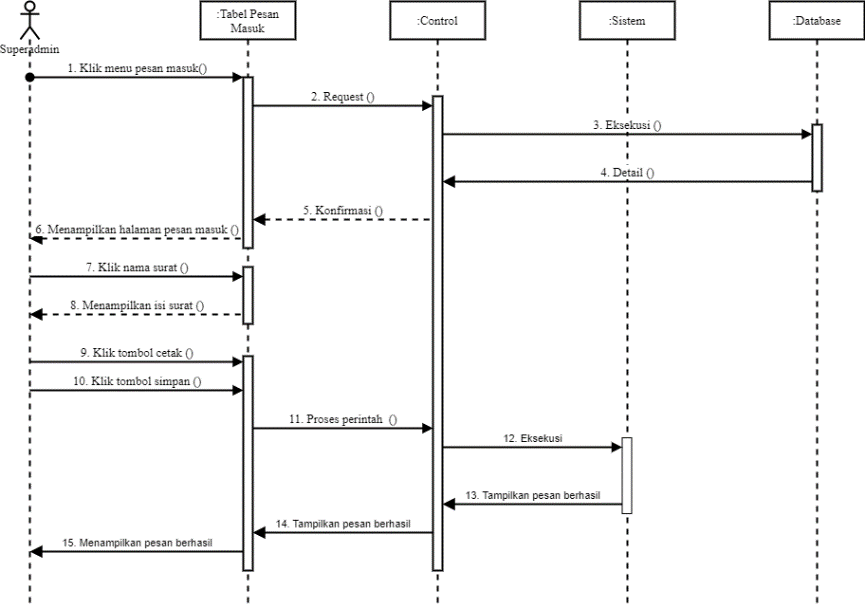 :Tabel Pesan
Masuk
:Control
:Sistem
:Database
Superadmin
1. Klik menu pesan masuk()
2. Request ()
3. Eksekusi ()
4. Detail ()
5. Konfirmasi ()
6. Menampilkan halaman pesan masuk ()
7. Klik nama surat ()
8. Menampilkan isi surat ()
9. Klik tombol cetak ()
10. Klik tombol simpan ()
11. Proses perintah ()
12. Eksekusi
13. Tampilkan pesan berhasil
14. Tampilkan pesan berhasil
15. Menampilkan pesan berhasil